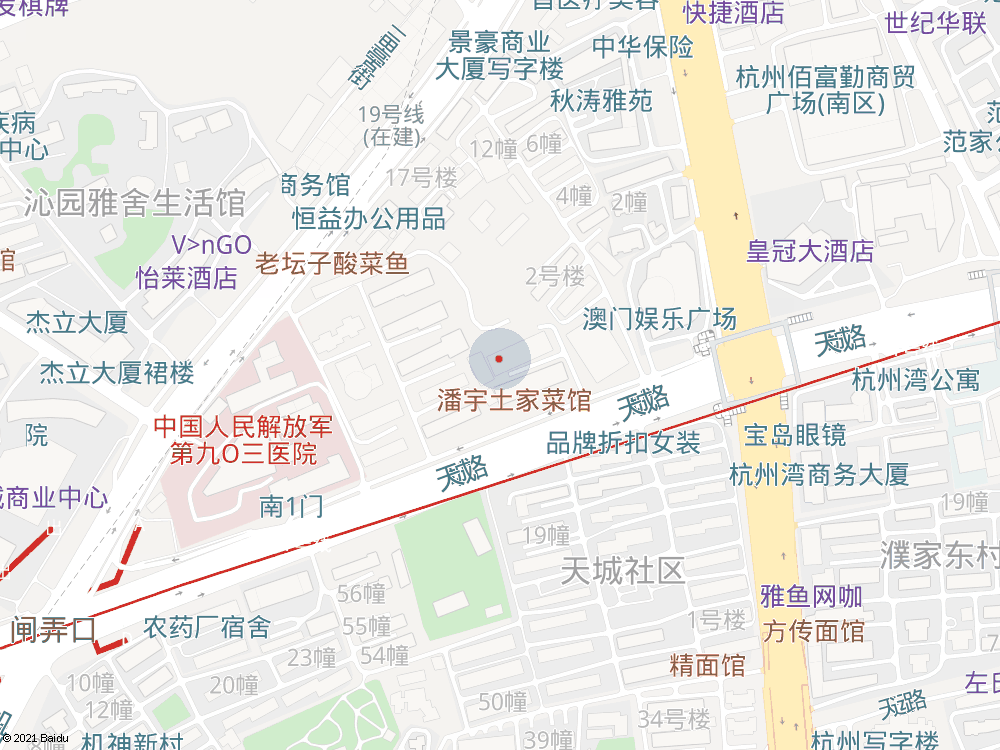 发棋牌
快捷酒店
世纪华联
景豪商业
大厦写字楼
中华保险
杭州佰富勤商贸
广场(南区)
秋涛雅苑
19号线
(在建)
疾病
中心
12幢
6幢
17号楼
4幢
2幢
商务馆
沁园雅舍生活馆
恒益办公用品
V>nGO
怡莱酒店
老坛子酸菜鱼
馆
2号楼
皇冠大酒店
杰立大厦
澳门娱乐广场
天城路
杰立大厦裙楼
杭州湾公寓
潘宇土家菜馆
天城路
中国人民解放军
第九O三医院
院
品牌折扣女装
宝岛眼镜
天城路
杭州湾商务大厦
城商业中心
南1门
19幢
19幢
天城社区
濮家东村
56幢
雅鱼网咖
闸弄口
农药厂宿舍
55幢
1号楼
方传面馆
23幢
54幢
精面馆
10幢
20幢
50幢
12幢
34号楼
天运路
机神新村
39幢
杭州写字楼
© 2021 Baidu